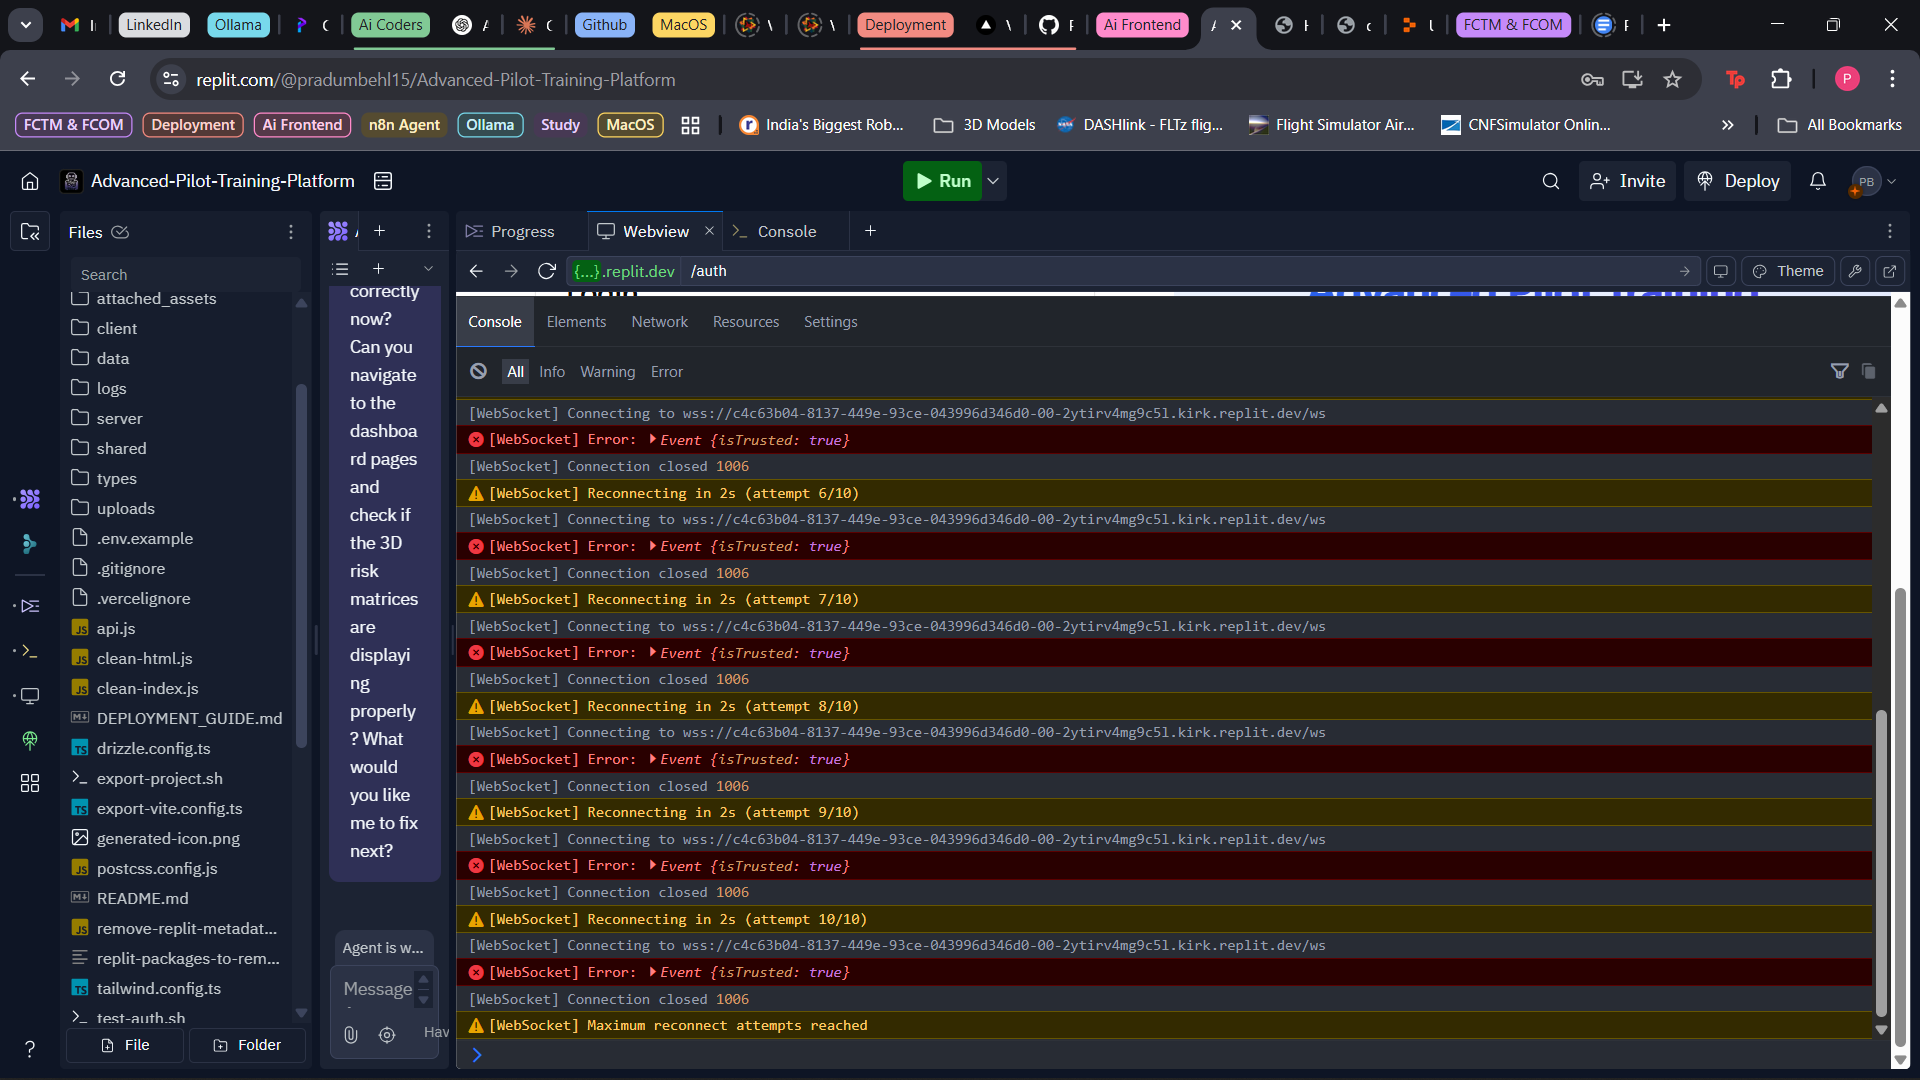 LinkedIn
Ollama
Ai Coders
Github
MacOS
Deployment
Ai Frontend
FCTM & FCOM
replit.com/@pradumbehl15/Advanced-Pilot-Training-Platform
P
FCTM & FCOM
Deployment
Ai Frontend
n8n Agent
Ollama
Study
MacOS
India's Biggest Rob...
3D Models
DASHlink - FLTz flig...
Flight Simulator Air...
CNFSimulator Onlin...
All Bookmarks
Advanced-Pilot-Training-Platform
Run
Invite
Deploy
PB
Files
Search
attached_assets
client
data
logs
server
shared
types
uploads
.env.example
.gitignore
.vercelignore
api.js
clean-html.js
clean-index.js
DEPLOYMENT_GUIDE.md
drizzle.config.ts
export-project.sh
export-vite.config.ts
generated-icon.png
postcss.config.js
README.md
remove-replit-metadat...
replit-packages-to-rem...
tailwind.config.ts
test-auth.sh
File
Folder
correctly
now?
Can you
navigate
to the
dashboa
rd pages
and
check if
the 3D
risk
matrices
are
displayi
ng
properly
? What
would
you like
me to fix
next?
Agent is w...
Message
Hav
Progress
Webview
Console
{...}.replit.dev
/auth
Theme
Login
Advanced Pilot Training
Console
Elements
Network
Resources
Settings
All
Info
Warning
Error
[WebSocket] Connecting to wss://c4c63b04-8137-449e-93ce-043996d346d0-00-2ytirv4mg9c5l.kirk.replit.dev/ws
[WebSocket] Error: Event {isTrusted: true}
[WebSocket] Connection closed 1006
[WebSocket] Reconnecting in 2s (attempt 6/10)
[WebSocket] Connecting to wss://c4c63b04-8137-449e-93ce-043996d346d0-00-2ytirv4mg9c5l.kirk.replit.dev/ws
[WebSocket] Error: Event {isTrusted: true}
[WebSocket] Connection closed 1006
[WebSocket] Reconnecting in 2s (attempt 7/10)
[WebSocket] Connecting to wss://c4c63b04-8137-449e-93ce-043996d346d0-00-2ytirv4mg9c5l.kirk.replit.dev/ws
[WebSocket] Error: Event {isTrusted: true}
[WebSocket] Connection closed 1006
[WebSocket] Reconnecting in 2s (attempt 8/10)
[WebSocket] Connecting to wss://c4c63b04-8137-449e-93ce-043996d346d0-00-2ytirv4mg9c5l.kirk.replit.dev/ws
[WebSocket] Error: Event {isTrusted: true}
[WebSocket] Connection closed 1006
[WebSocket] Reconnecting in 2s (attempt 9/10)
[WebSocket] Connecting to wss://c4c63b04-8137-449e-93ce-043996d346d0-00-2ytirv4mg9c5l.kirk.replit.dev/ws
[WebSocket] Error: Event {isTrusted: true}
[WebSocket] Connection closed 1006
[WebSocket] Reconnecting in 2s (attempt 10/10)
[WebSocket] Connecting to wss://c4c63b04-8137-449e-93ce-043996d346d0-00-2ytirv4mg9c5l.kirk.replit.dev/ws
[WebSocket] Error: Event {isTrusted: true}
[WebSocket] Connection closed 1006
[WebSocket] Maximum reconnect attempts reached